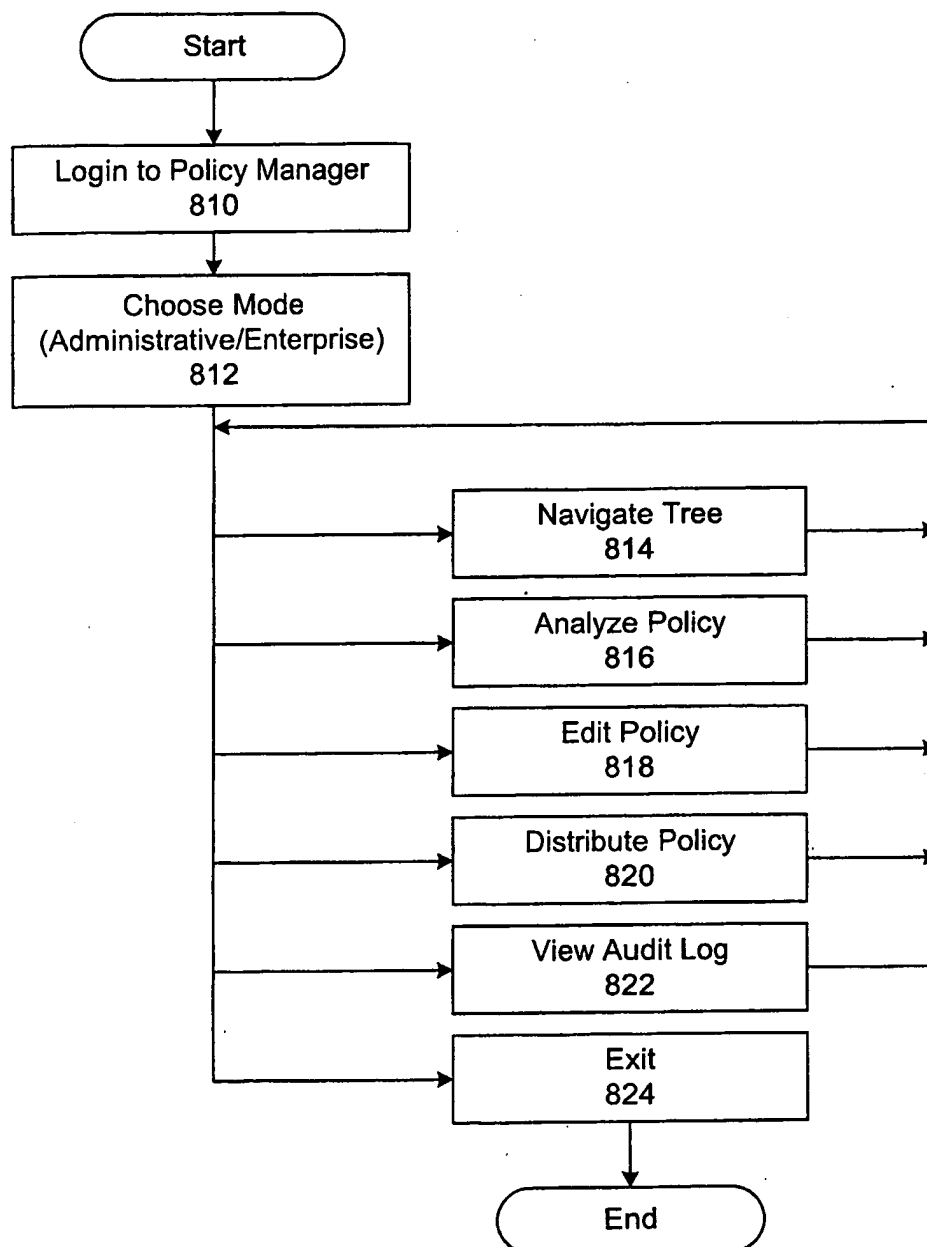 Start
Login to Policy Manager
810
Choose Mode
(Administrative/Enterprise)
812
Navigate Tree
814
Analyze Policy
816
Edit Policy
818
Distribute Policy
820
View Audit Log
822
Exit
824
End